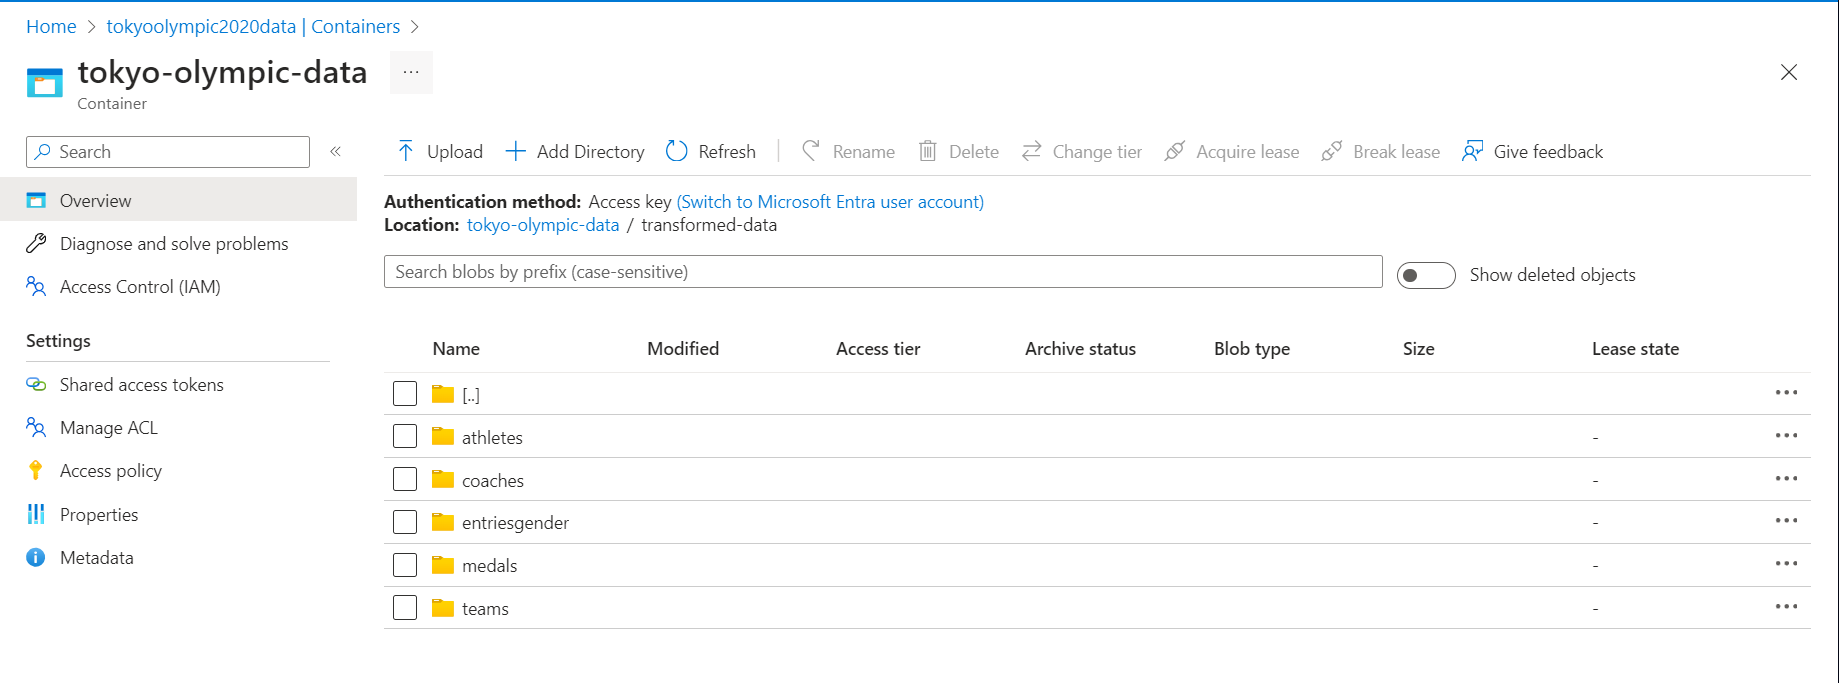 Home > tokyoolympic2020data | Containers >
tokyo-olympic-data ...
Container
Search «
Overview
Diagnose and solve problems
Access Control (IAM)
Settings
Shared access tokens
Manage ACL
Access policy
Properties
Metadata
Upload Add Directory Refresh Rename Delete Change tier Acquire lease Break lease Give feedback
Authentication method: Access key (Switch to Microsoft Entra user account)
Location: tokyo-olympic-data / transformed-data
Search blobs by prefix (case-sensitive) Show deleted objects
Name Modified Access tier Archive status Blob type Size Lease state
[..] ...
athletes - ...
coaches - ...
entriesgender - ...
medals - ...
teams - ...